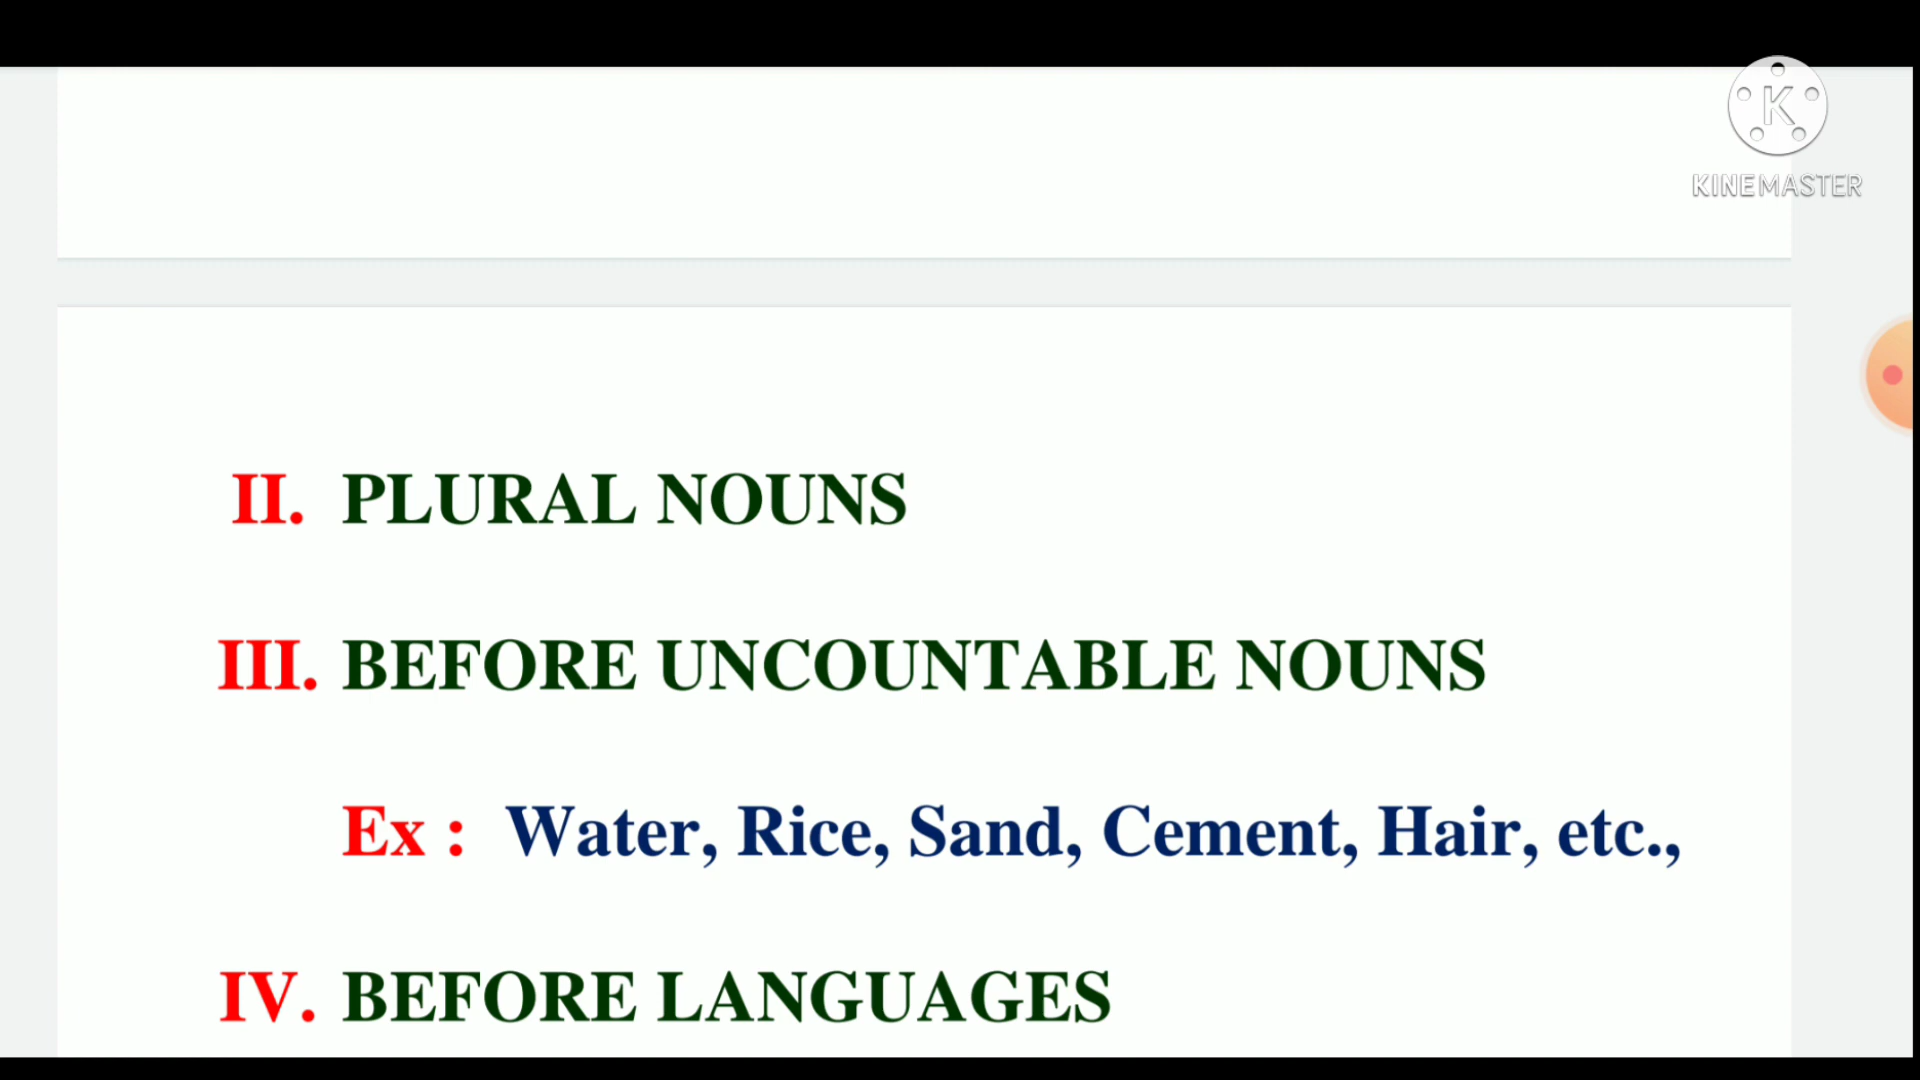 K
KINEMASTER
II. PLURAL NOUNS
III. BEFORE UNCOUNTABLE NOUNS
Ex : Water, Rice, Sand, Cement, Hair, etc.,
IV. BEFORE LANGUAGES